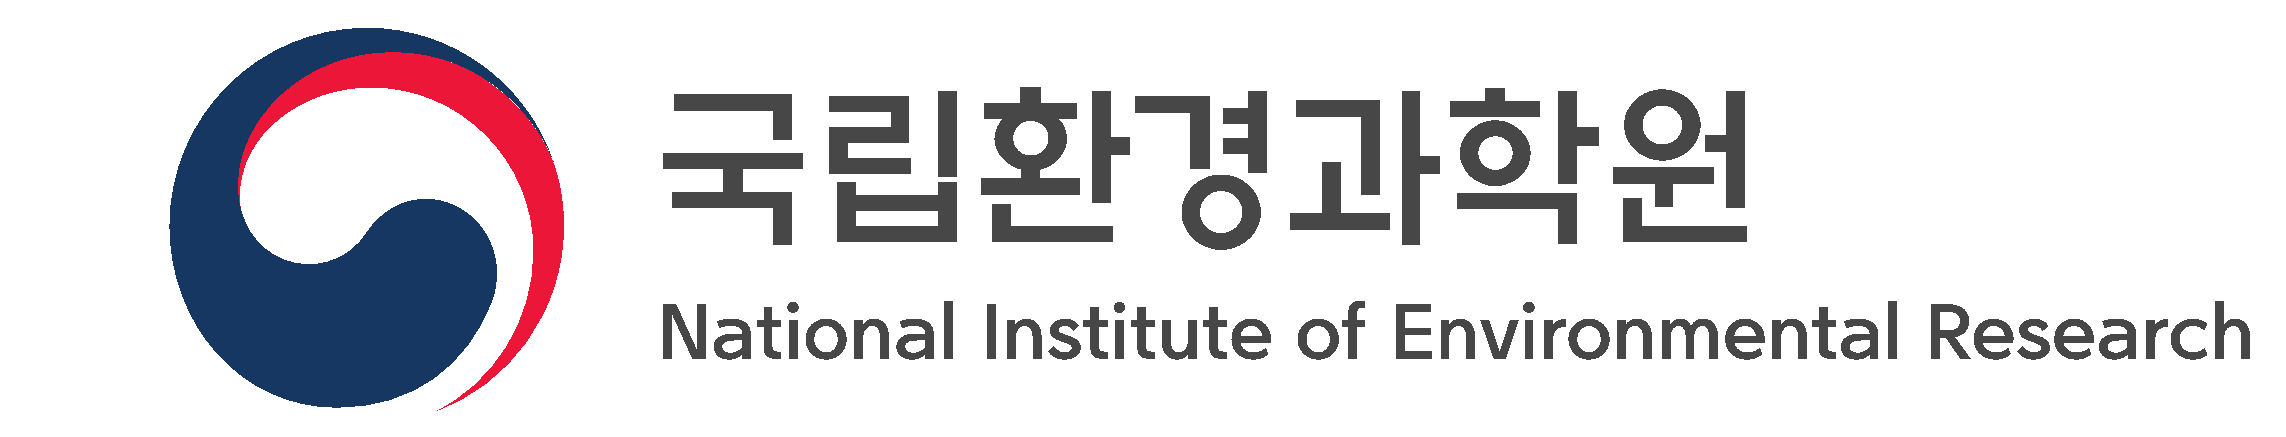 국립환경과학원
National Institute of Environmental Research